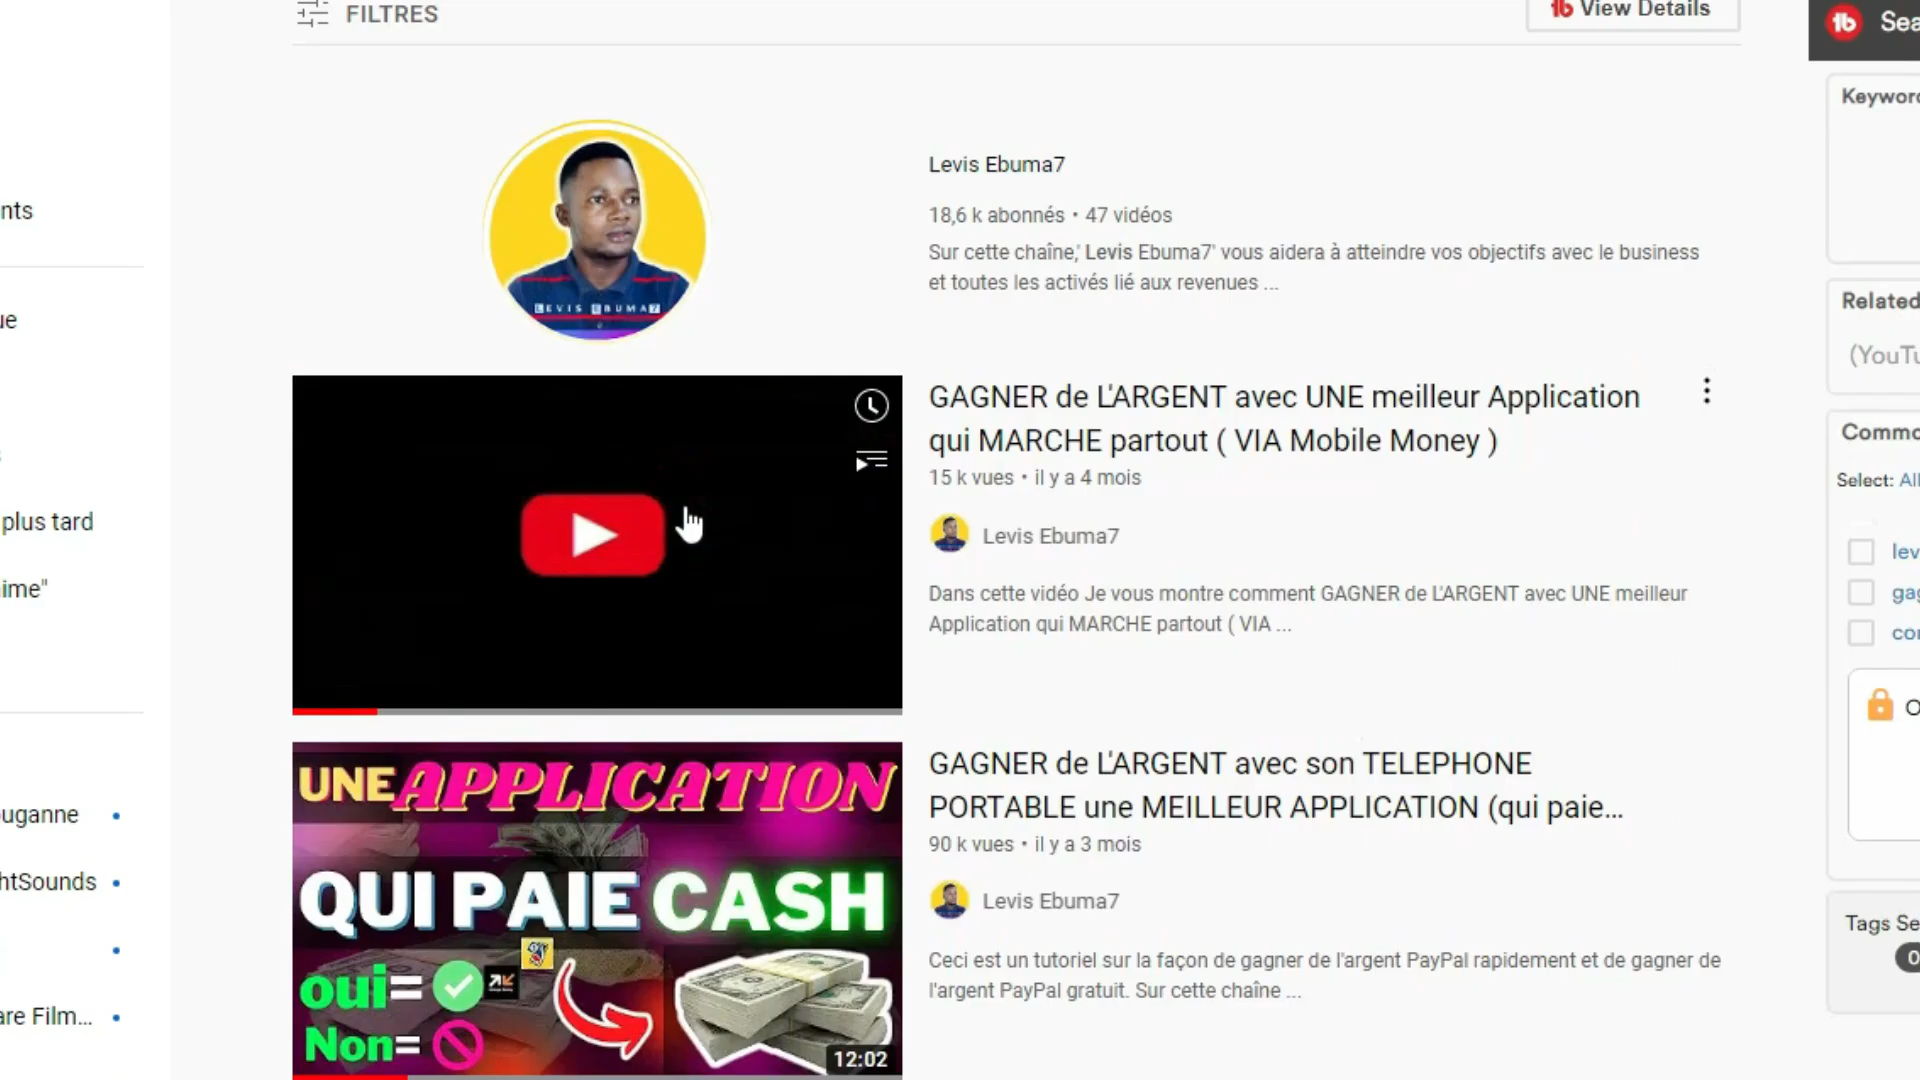 FILTRES
View Details
Levis Ebuma7
18,6 k abonnés • 47 vidéos
Sur cette chaîne,' Levis Ebuma7' vous aidera à atteindre vos objectifs avec le business
et toutes les activés lié aux revenues ...
LEVIS EBUMA7
GAGNER de L'ARGENT avec UNE meilleur Application
qui MARCHE partout ( VIA Mobile Money )
15 k vues • il y a 4 mois
Levis Ebuma7
Dans cette vidéo Je vous montre comment GAGNER de L'ARGENT avec UNE meilleur
Application qui MARCHE partout ( VIA ...
UNE APPLICATION
QUI PAIE CASH
oui=
Non=
12:02
GAGNER de L'ARGENT avec son TELEPHONE
PORTABLE une MEILLEUR APPLICATION (qui paie...
90 k vues • il y a 3 mois
Levis Ebuma7
Ceci est un tutoriel sur la façon de gagner de l'argent PayPal rapidement et de gagner de
l'argent PayPal gratuit. Sur cette chaîne ...
nts
ue
plus tard
ime"
ouganne
htSounds
are Film...
Sea
Keyword
Related
(YouTu
Commo
Select: All
lev
gag
cor
Tags Se
0